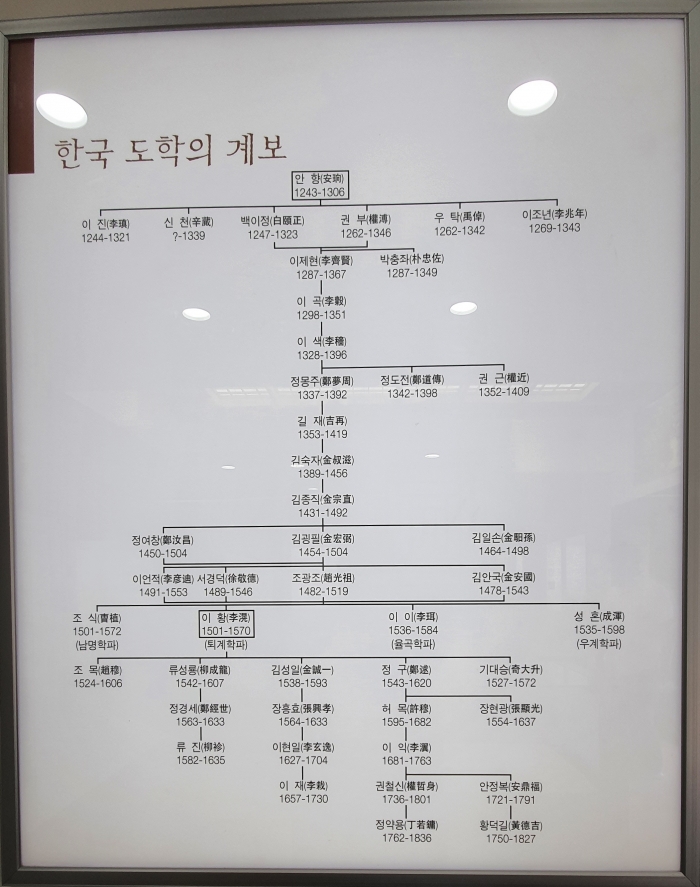 한국 도학의 계보
안 향(安珦)
1243-1306
이 진(李瑱) 신 천(辛蕆) 백이정(白頤正) 권 부(權溥) 우 탁(禹倬) 이조년(李兆年)
1244-1321 ?-1339 1247-1323 1262-1346 1262-1342 1269-1343
이제현(李齊賢) 박충좌(朴忠佐)
1287-1367 1287-1349
이 곡(李穀)
1298-1351
이 색(李穡)
1328-1396
정몽주(鄭夢周) 정도전(鄭道傳) 권 근(權近)
1337-1392 1342-1398 1352-1409
길 재(吉再)
1353-1419
김숙자(金叔滋)
1389-1456
김종직(金宗直)
1431-1492
정여창(鄭汝昌) 김굉필(金宏弼) 김일손(金馹孫)
1450-1504 1454-1504 1464-1498
이언적(李彦迪) 서경덕(徐敬德) 조광조(趙光祖) 김안국(金安國)
1491-1553 1489-1546 1482-1519 1478-1543
조 식(曺植) 이 황(李滉) 이 이(李珥) 성 혼(成渾)
1501-1572 1501-1570 1536-1584 1535-1598
(남명학파) (퇴계학파) (율곡학파) (우계학파)
조 목(趙穆) 류성룡(柳成龍) 김성일(金誠一) 정 구(鄭逑) 기대승(奇大升)
1524-1606 1542-1607 1538-1593 1543-1620 1527-1572
정경세(鄭經世) 장흥효(張興孝) 허 목(許穆) 장현광(張顯光)
1563-1633 1564-1633 1595-1682 1554-1637
류 진(柳袗) 이현일(李玄逸) 이 익(李瀷)
1582-1635 1627-1704 1681-1763
이 재(李栽) 권철신(權哲身) 안정복(安鼎福)
1657-1730 1736-1801 1721-1791
정약용(丁若鏞) 황덕길(黃德吉)
1762-1836 1750-1827